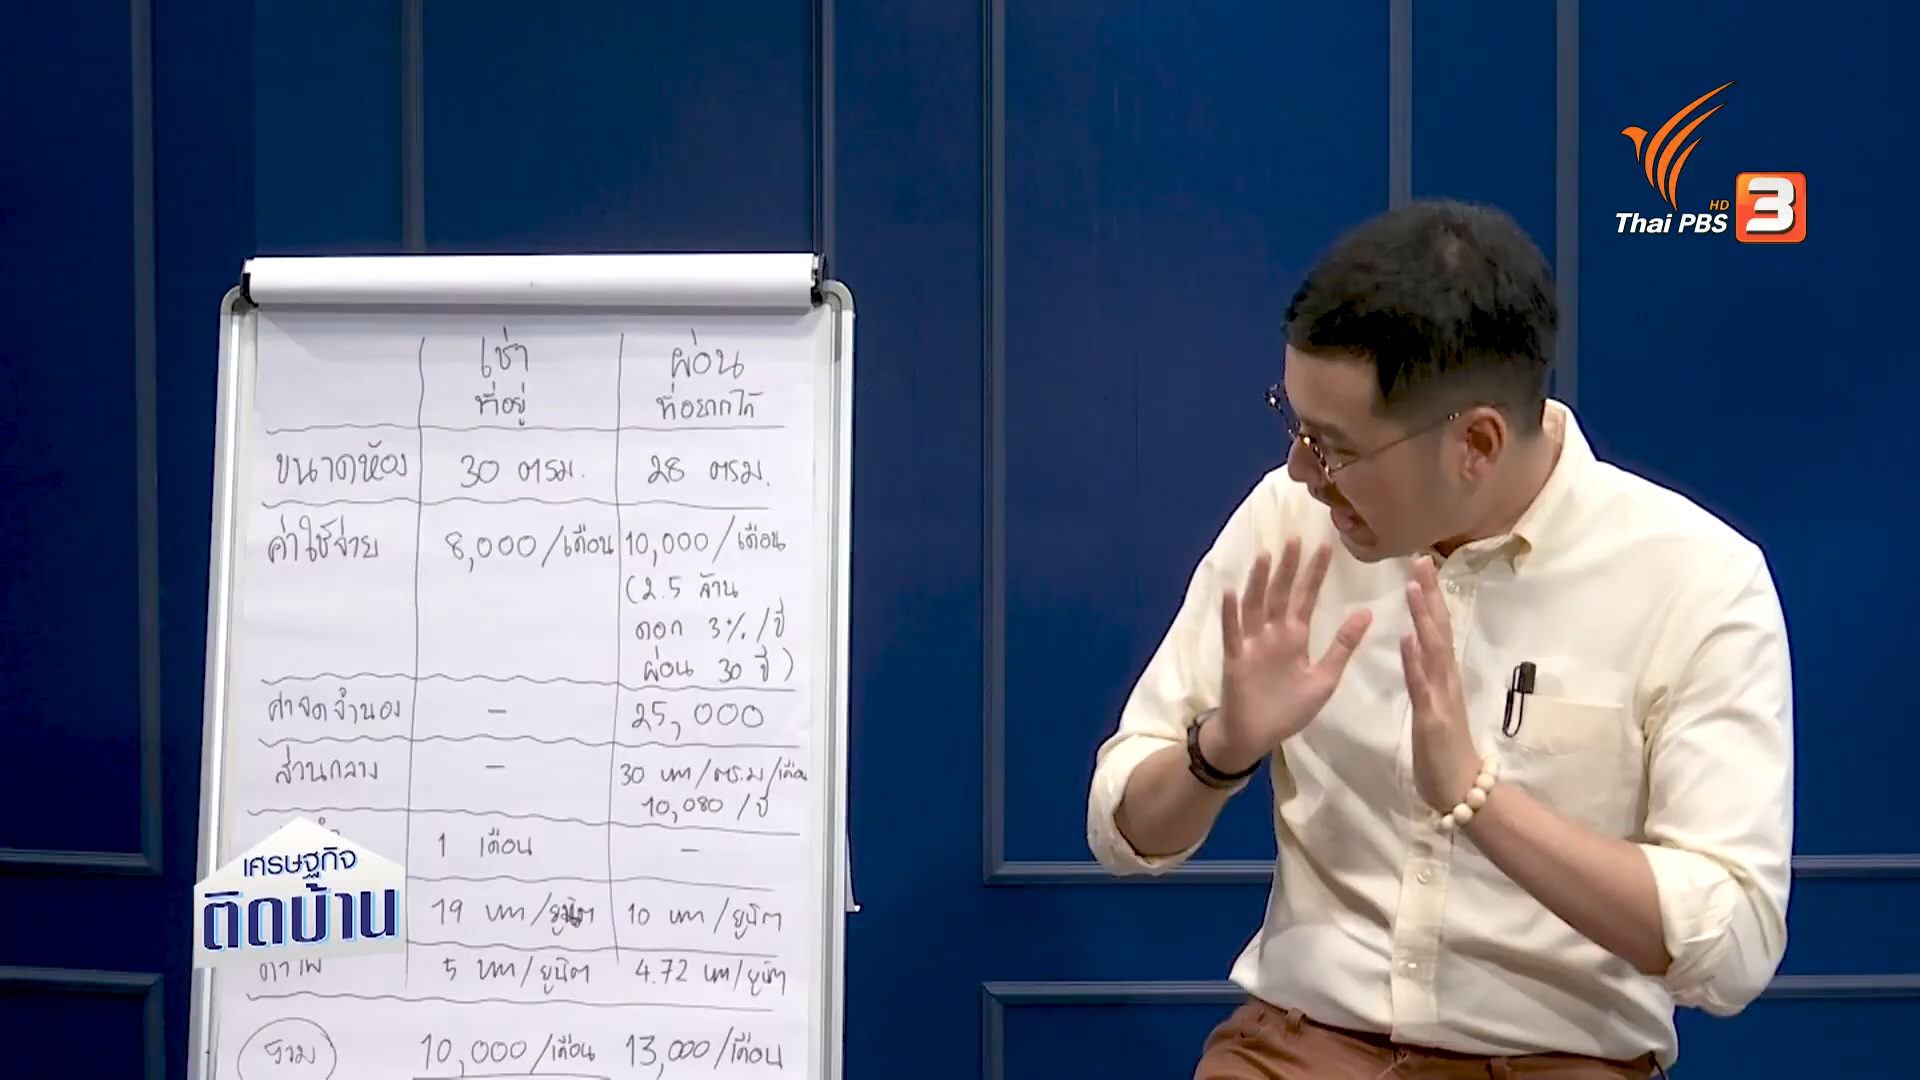 HD
Thai PBS 3
เช่า ผ่อน
ที่อยู่ ที่อยากได้
ขนาดห้อง 30 ตรม. 28 ตรม.
ค่าใช้จ่าย 8,000/เดือน 10,000/เดือน
(2.5 ล้าน
ดอก 3%/ปี
ผ่อน 30 ปี)
ค่าจดจำนอง - 25,000
ส่วนกลาง - 30 บาท/ตร.ม/เดือน
10,080/ปี
1 เดือน -
19 บาท/ยูนิต 10 บาท/ยูนิต
ค่าไฟ 5 บาท/ยูนิต 4.72 บาท/ยูนิต
รวม 10,000/เดือน 13,000/เดือน
เศรษฐกิจ
ติดบ้าน